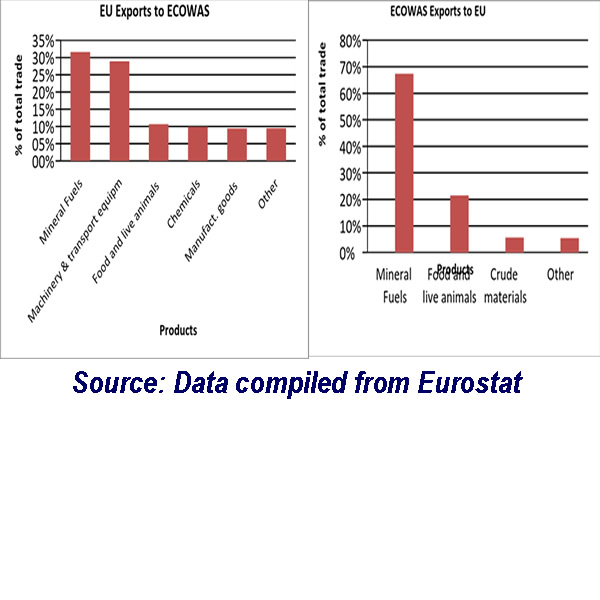 EU Exports to ECOWAS
% of total trade
35%
30%
25%
20%
15%
10%
05%
00%
Mineral Fuels
Machinery & transport equipm
Food and live animals
Chemicals
Manufact. goods
Other
Products
ECOWAS Exports to EU
% of total trade
80%
70%
60%
50%
40%
30%
20%
10%
0%
Mineral
Fuels
Food and
live animals
Crude
materials
Other
Products
Source: Data compiled from Eurostat